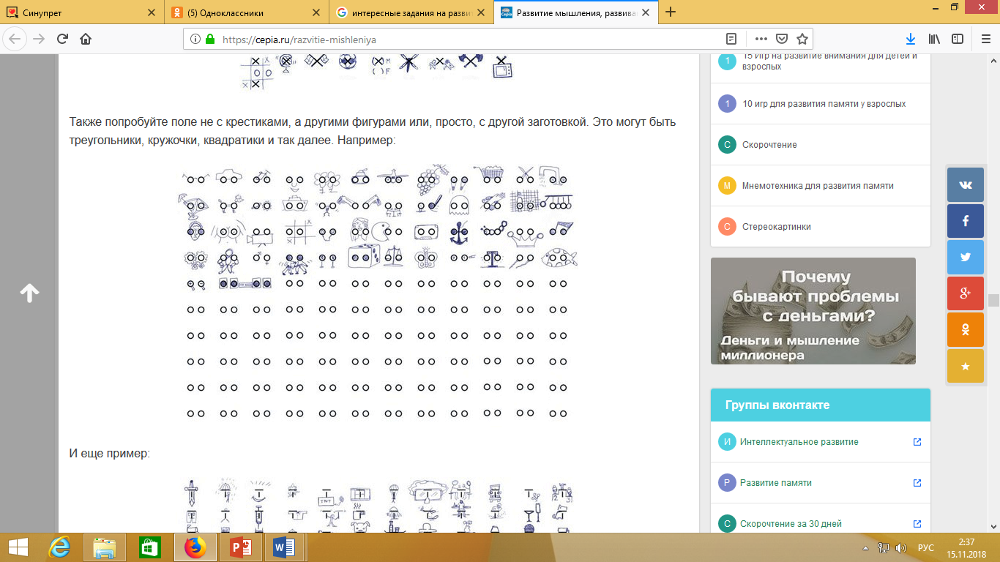 Синупрет
(5) Одноклассники
интересные задания на развит
Развитие мышления, развива
https://cepia.ru/razvitie-mishleniya
15 Игр на развитие внимания для детей и
взрослых
10 игр для развития памяти у взрослых
Скорочтение
Мнемотехника для развития памяти
Стереокартинки
Также попробуйте поле не с крестиками, а другими фигурами или, просто, с другой заготовкой. Это могут быть
треугольники, кружочки, квадратики и так далее. Например:
Почему
бывают проблемы
с деньгами?
Деньги и мышление
миллионера
Группы вконтакте
Интеллектуальное развитие
Развитие памяти
Скорочтение за 30 дней
И еще пример:
TNT
РУС
2:37
15.11.2018